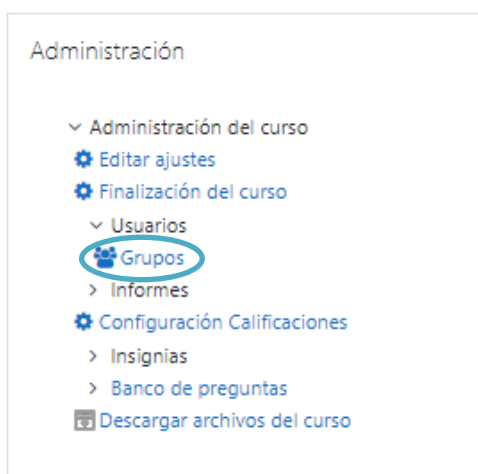 Administración
Administración del curso
Editar ajustes
Finalización del curso
Usuarios
Grupos
Informes
Configuración Calificaciones
Insignias
Banco de preguntas
Descargar archivos del curso